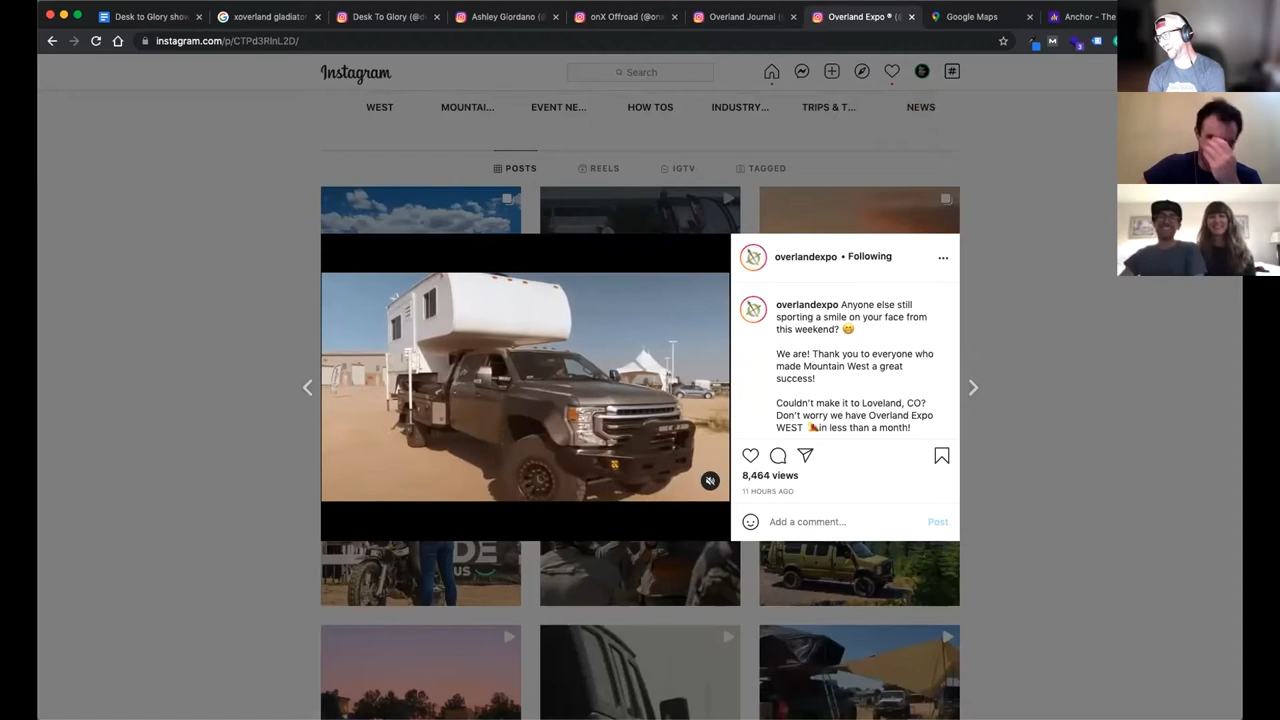 Desk to Glory show
xoverland gladiator
Desk To Glory (@d
Ashley Giordano (@
onX Offroad (@on
Overland Journal (
Overland Expo ® (
Google Maps
Anchor - The
instagram.com/p/CTPd3RlnL2D/
Instagram
Search
WEST
MOUNTAI...
EVENT NE...
HOW TOS
INDUSTRY...
TRIPS & T...
NEWS
POSTS
REELS
IGTV
TAGGED
overlandexpo • Following
overlandexpo Anyone else still
sporting a smile on your face from
this weekend? 😁
We are! Thank you to everyone who
made Mountain West a great
success!
Couldn't make it to Loveland, CO?
Don't worry we have Overland Expo
WEST in less than a month!
8,464 views
11 HOURS AGO
Add a comment...
Post
DE
US